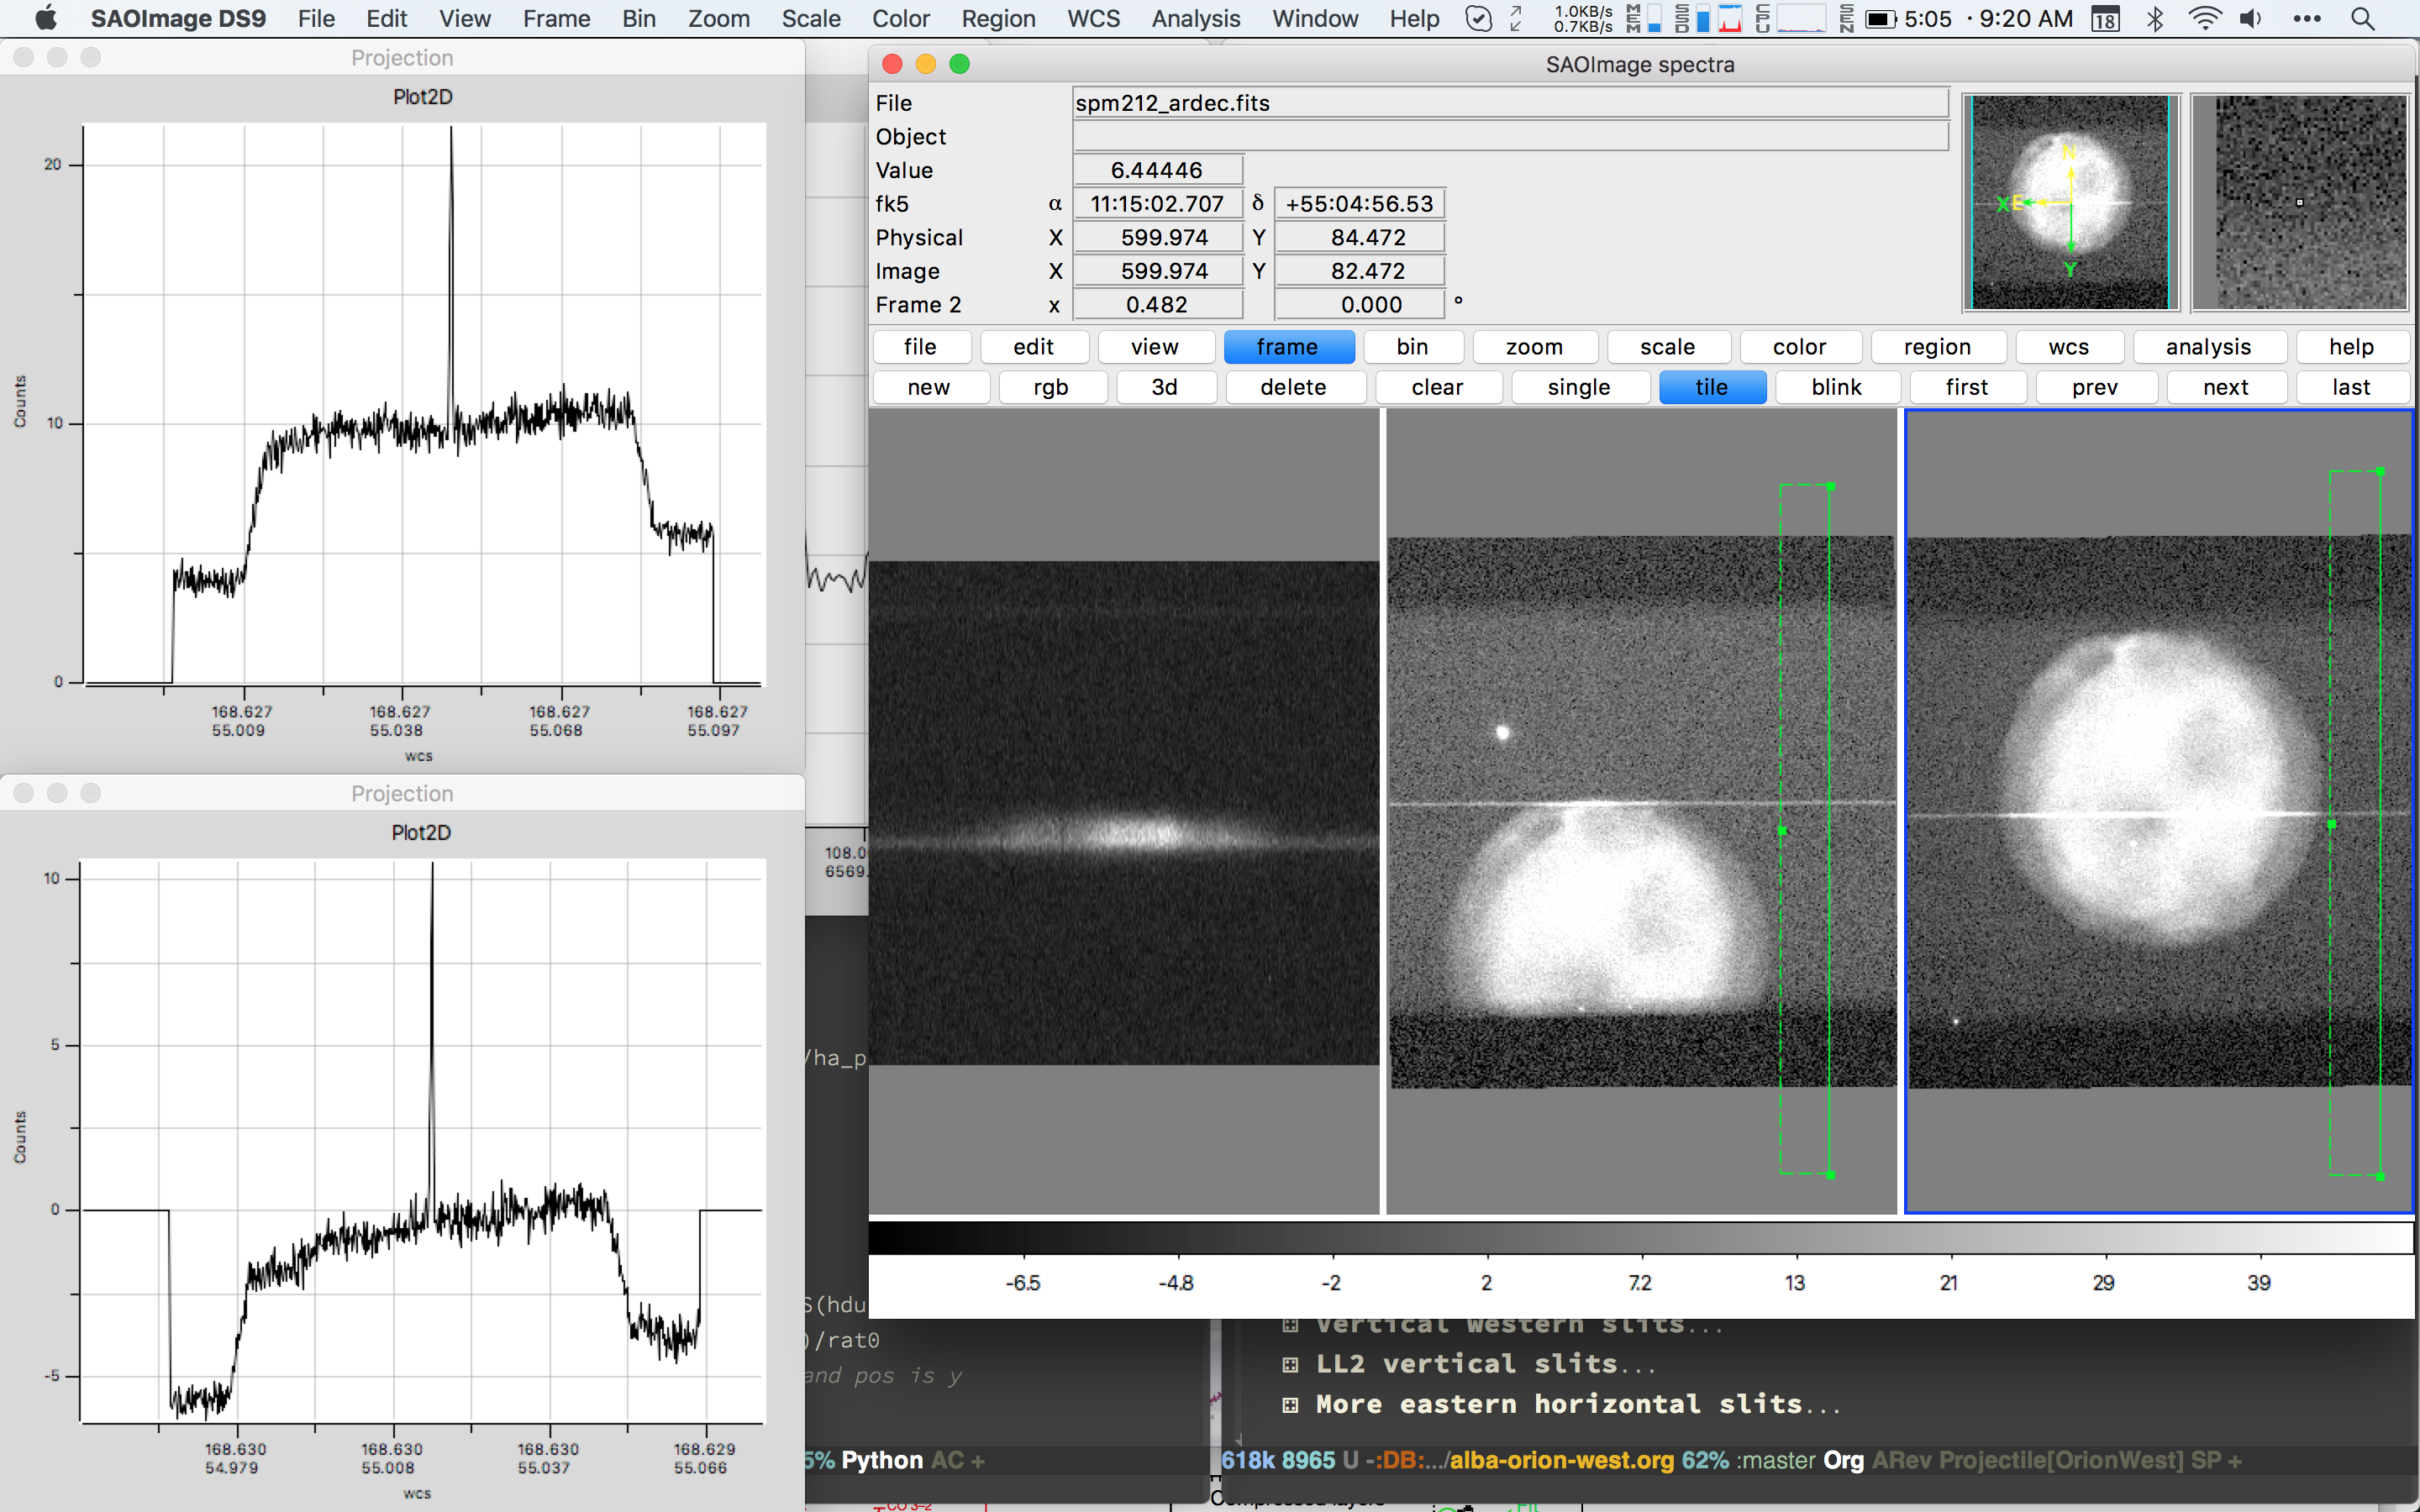 SAOImage DS9 File Edit View Frame Bin Zoom Scale Color Region WCS Analysis Window Help
1.0KB/s
0.7KB/s
MEM SSD CPU SEN 5:05 · 9:20 AM 18
Projection
Plot2D
20
10
0
Counts
168.627 168.627 168.627 168.627
55.009 55.038 55.068 55.097
wcs
Projection
Plot2D
10
5
0
-5
Counts
168.630 168.630 168.630 168.629
54.979 55.008 55.037 55.066
wcs
108.0
6569.
SAOImage spectra
File spm212_ardec.fits
Object
Value 6.44446
fk5 α 11:15:02.707 δ +55:04:56.53
Physical X 599.974 Y 84.472
Image X 599.974 Y 82.472
Frame 2 x 0.482 0.000 °
N
XE
Y
file edit view frame bin zoom scale color region wcs analysis help
new rgb 3d delete clear single tile blink first prev next last
-6.5 -4.8 -2 2 7.2 13 21 29 39
/ha_p
S(hdu
)/rat0
and pos is y
Vertical Western slits...
LL2 vertical slits...
More eastern horizontal slits...
5% Python AC +
618k 8965 U -:DB:.../alba-orion-west.org 62% :master Org ARev Projectile[OrionWest] SP +
CO 3–2
Compressed layers